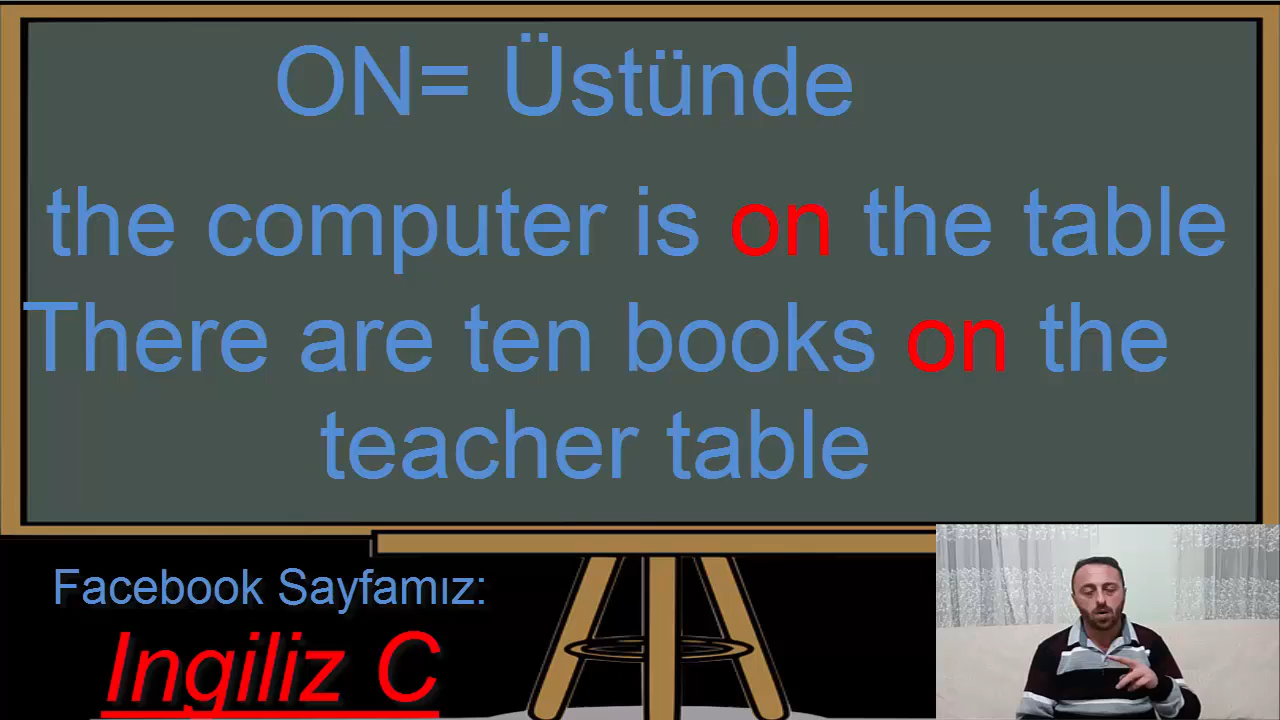 ON= Üstünde
the computer is on the table
There are ten books on the
teacher table
Facebook Sayfamız:
Ingiliz C